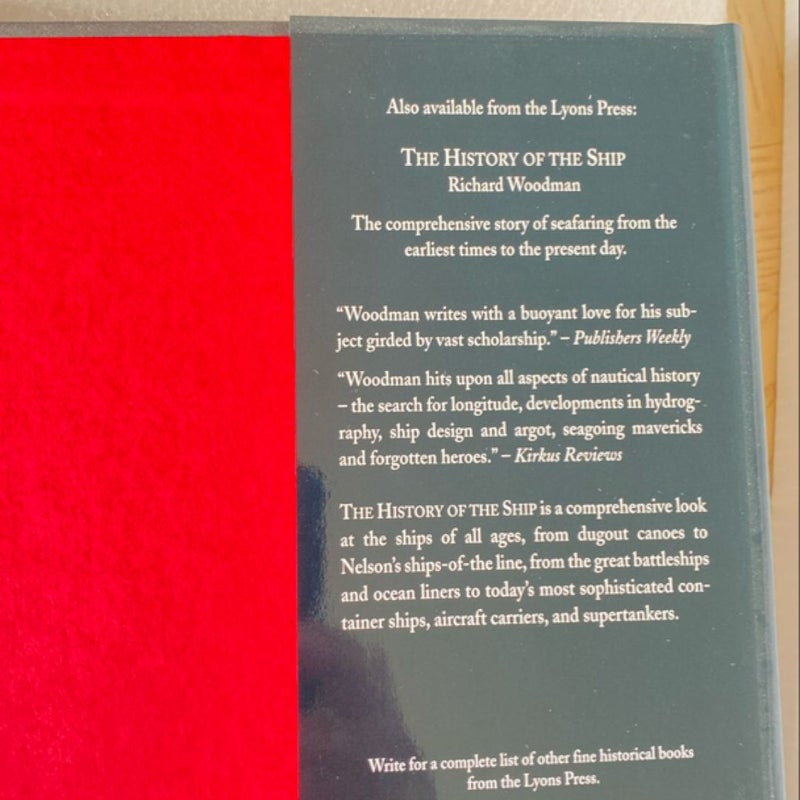 Also available from the Lyons Press:
THE HISTORY OF THE SHIP
Richard Woodman
The comprehensive story of seafaring from the
earliest times to the present day.
“Woodman writes with a buoyant love for his sub-
ject girded by vast scholarship.” – Publishers Weekly
“Woodman hits upon all aspects of nautical history
– the search for longitude, developments in hydrog-
raphy, ship design and argot, seagoing mavericks
and forgotten heroes.” – Kirkus Reviews
THE HISTORY OF THE SHIP is a comprehensive look
at the ships of all ages, from dugout canoes to
Nelson’s ships-of-the line, from the great battleships
and ocean liners to today’s most sophisticated con-
tainer ships, aircraft carriers, and supertankers.
Write for a complete list of other fine historical books
from the Lyons Press.